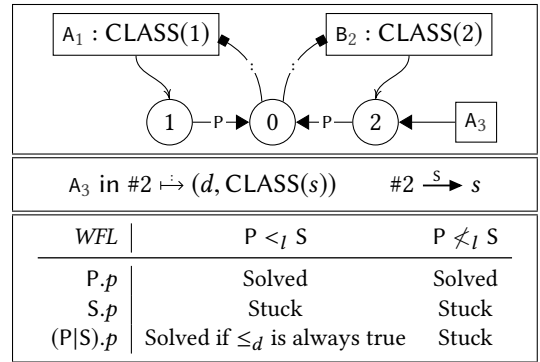 A₁ : CLASS(1) : : B₂ : CLASS(2)
1 P 0 P 2 A₃
A₃ in #2 ↦: (d, CLASS(s)) #2 —S▸ s
WFL P <ₗ S P ≮ₗ S
P.p Solved Solved
S.p Stuck Stuck
(P|S).p Solved if ≤_d is always true Stuck